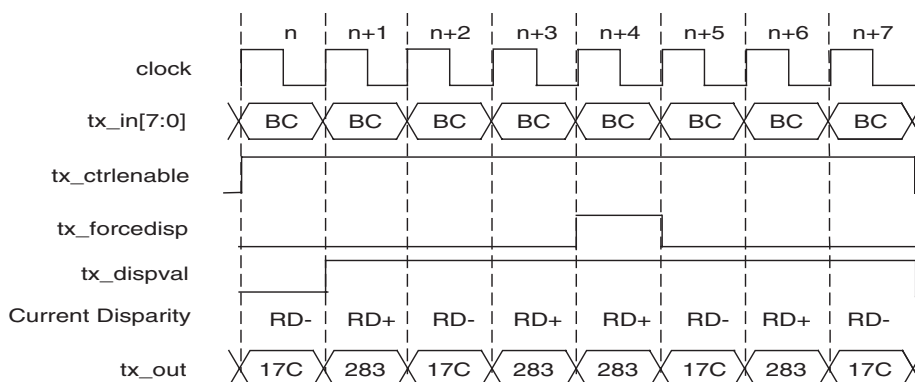 n n+1 n+2 n+3 n+4 n+5 n+6 n+7
clock
tx_in[7:0] BC BC BC BC BC BC BC BC
tx_ctrlenable
tx_forcedisp
tx_dispval
Current Disparity RD- RD+ RD- RD+ RD+ RD- RD+ RD-
tx_out 17C 283 17C 283 283 17C 283 17C